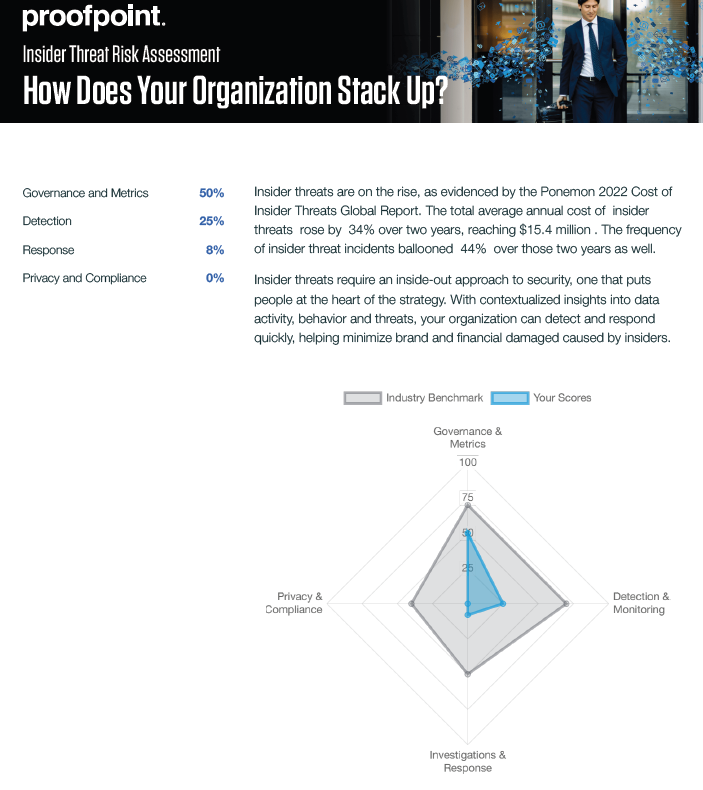 proofpoint.
Insider Threat Risk Assessment
How Does Your Organization Stack Up?
Governance and Metrics 50%
Detection 25%
Response 8%
Privacy and Compliance 0%
Insider threats are on the rise, as evidenced by the Ponemon 2022 Cost of
Insider Threats Global Report. The total average annual cost of insider
threats rose by 34% over two years, reaching $15.4 million . The frequency
of insider threat incidents ballooned 44% over those two years as well.
Insider threats require an inside-out approach to security, one that puts
people at the heart of the strategy. With contextualized insights into data
activity, behavior and threats, your organization can detect and respond
quickly, helping minimize brand and financial damaged caused by insiders.
Industry Benchmark Your Scores
Governance &
Metrics
100
75
50
25
Privacy &
Compliance
Detection &
Monitoring
Investigations &
Response